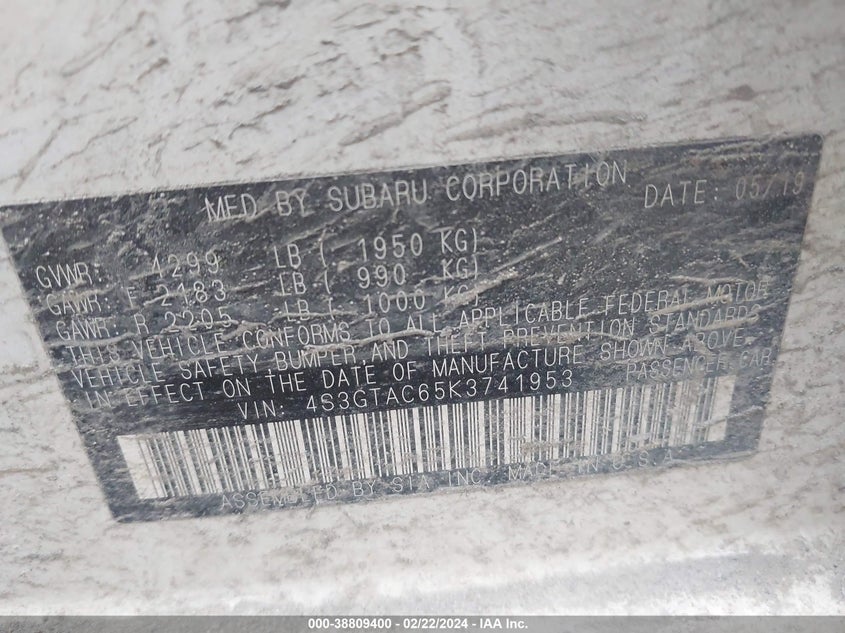 MFD BY SUBARU CORPORATION DATE: 05/19
GVWR: 4299 LB ( 1950 KG)
GAWR: F 2183 LB ( 990 KG)
GAWR: R 2205 LB ( 1000 KG)
THIS VEHICLE CONFORMS TO ALL APPLICABLE FEDERAL MOTOR
VEHICLE SAFETY, BUMPER AND THEFT PREVENTION STANDARDS
IN EFFECT ON THE DATE OF MANUFACTURE SHOWN ABOVE.
VIN: 4S3GTAC65K3741953 PASSENGER CAR
ASSEMBLED BY SIA INC. MADE IN U.S.A
000-38809400 - 02/22/2024 - IAA Inc.